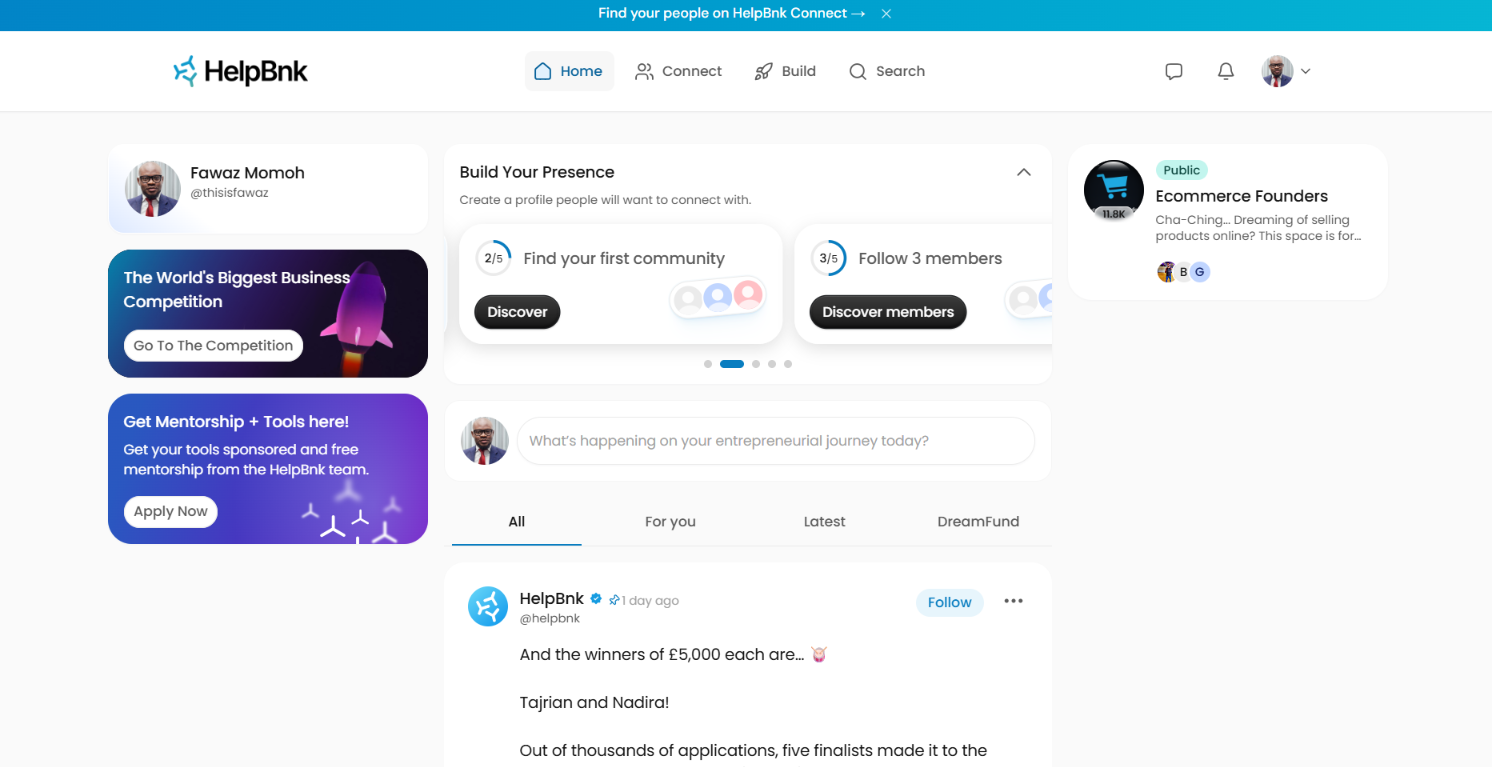 Find your people on HelpBnk Connect →
HelpBnk
Home
Connect
Build
Search
Fawaz Momoh
@thisisfawaz
The World's Biggest Business
Competition
Go To The Competition
Get Mentorship + Tools here!
Get your tools sponsored and free
mentorship from the HelpBnk team.
Apply Now
Build Your Presence
Create a profile people will want to connect with.
2/5
Find your first community
Discover
3/5
Follow 3 members
Discover members
What's happening on your entrepreneurial journey today?
All
For you
Latest
DreamFund
HelpBnk
1 day ago
@helpbnk
Follow
And the winners of £5,000 each are...
Tajrian and Nadira!
Out of thousands of applications, five finalists made it to the
Public
Ecommerce Founders
11.8K
Cha-Ching... Dreaming of selling
products online? This space is for...
B
G